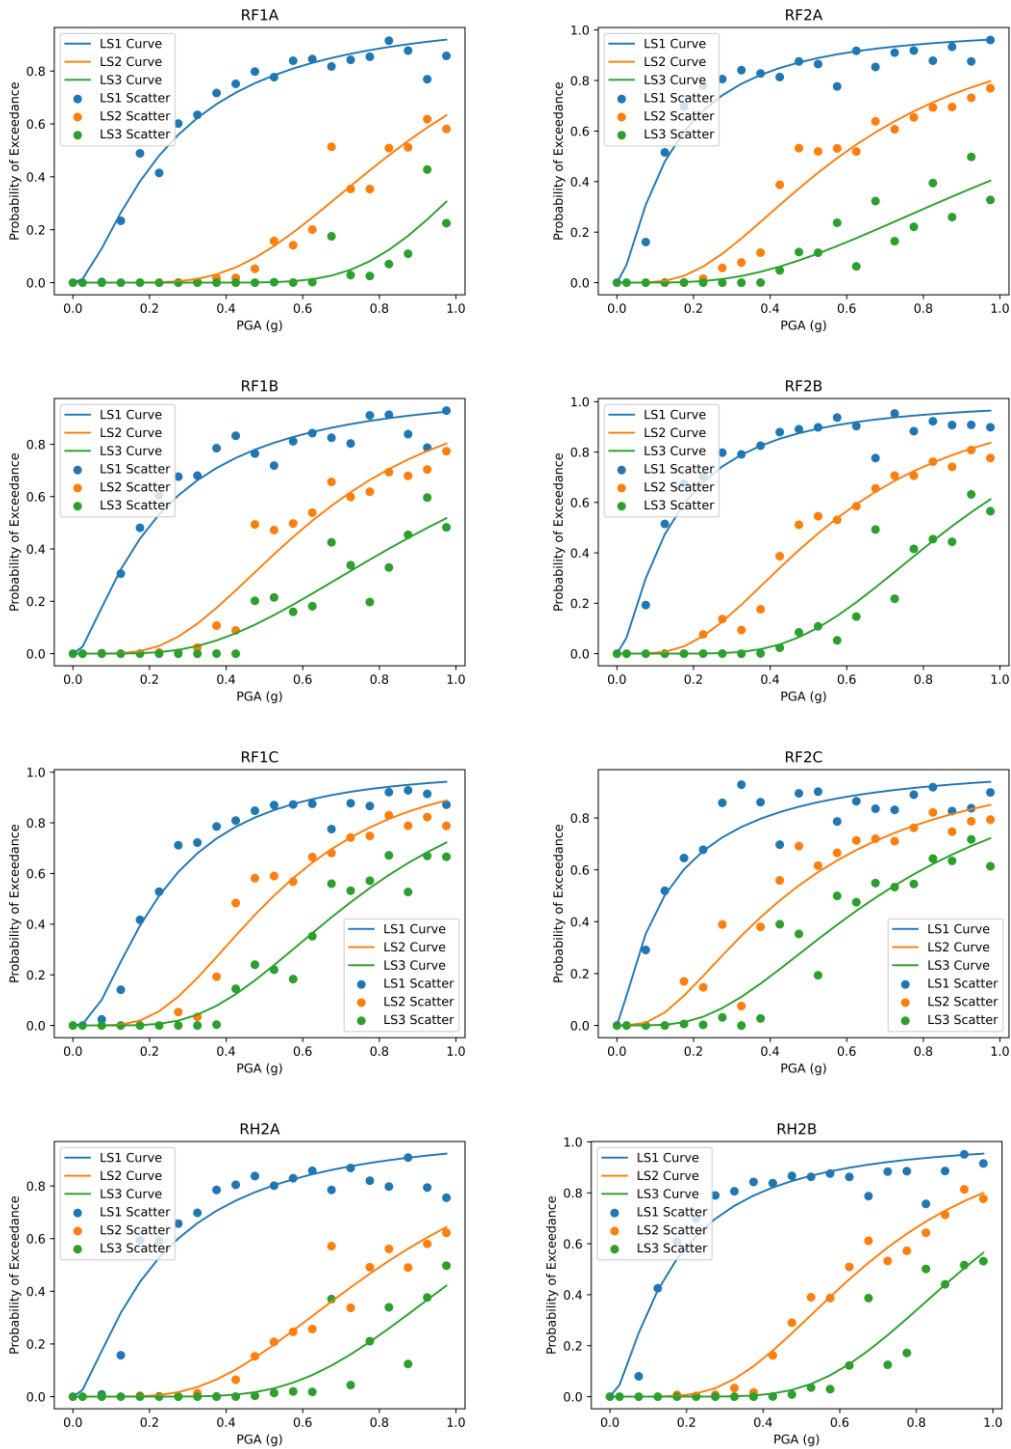 RF1A
Probability of Exceedance
0.8
0.6
0.4
0.2
0.0
LS1 Curve
LS2 Curve
LS3 Curve
LS1 Scatter
LS2 Scatter
LS3 Scatter
0.0 0.2 0.4 0.6 0.8 1.0
PGA (g)
RF2A
Probability of Exceedance
1.0
0.8
0.6
0.4
0.2
0.0
LS1 Curve
LS2 Curve
LS3 Curve
LS1 Scatter
LS2 Scatter
LS3 Scatter
0.0 0.2 0.4 0.6 0.8 1.0
PGA (g)
RF1B
Probability of Exceedance
0.8
0.6
0.4
0.2
0.0
LS1 Curve
LS2 Curve
LS3 Curve
LS1 Scatter
LS2 Scatter
LS3 Scatter
0.0 0.2 0.4 0.6 0.8 1.0
PGA (g)
RF2B
Probability of Exceedance
1.0
0.8
0.6
0.4
0.2
0.0
LS1 Curve
LS2 Curve
LS3 Curve
LS1 Scatter
LS2 Scatter
LS3 Scatter
0.0 0.2 0.4 0.6 0.8 1.0
PGA (g)
RF1C
Probability of Exceedance
1.0
0.8
0.6
0.4
0.2
0.0
LS1 Curve
LS2 Curve
LS3 Curve
LS1 Scatter
LS2 Scatter
LS3 Scatter
0.0 0.2 0.4 0.6 0.8 1.0
PGA (g)
RF2C
Probability of Exceedance
0.8
0.6
0.4
0.2
0.0
LS1 Curve
LS2 Curve
LS3 Curve
LS1 Scatter
LS2 Scatter
LS3 Scatter
0.0 0.2 0.4 0.6 0.8 1.0
PGA (g)
RH2A
Probability of Exceedance
0.8
0.6
0.4
0.2
0.0
LS1 Curve
LS2 Curve
LS3 Curve
LS1 Scatter
LS2 Scatter
LS3 Scatter
0.0 0.2 0.4 0.6 0.8 1.0
PGA (g)
RH2B
Probability of Exceedance
1.0
0.8
0.6
0.4
0.2
0.0
LS1 Curve
LS2 Curve
LS3 Curve
LS1 Scatter
LS2 Scatter
LS3 Scatter
0.0 0.2 0.4 0.6 0.8 1.0
PGA (g)